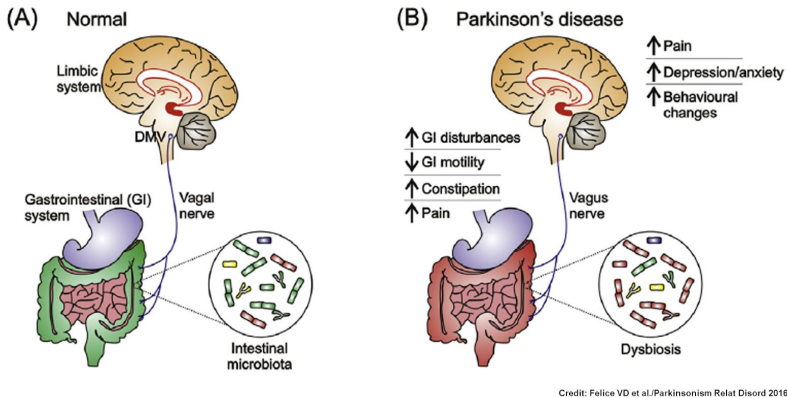 (A)
Normal
Limbic
system
DMV
Gastrointestinal (GI)
system
Vagal
nerve
Intestinal
microbiota
(B)
Parkinson's disease
↑ Pain
↑ Depression/anxiety
↑ Behavioural
changes
↑ GI disturbances
↓ GI motility
↑ Constipation
↑ Pain
Vagus
nerve
Dysbiosis
Credit: Felice VD et al./Parkinsonism Relat Disord 2016